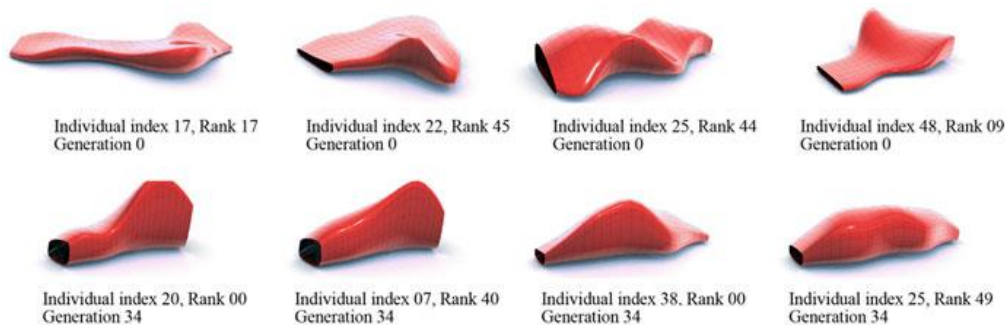 Individual index 17, Rank 17
Generation 0
Individual index 22, Rank 45
Generation 0
Individual index 25, Rank 44
Generation 0
Individual index 48, Rank 09
Generation 0
Individual index 20, Rank 00
Generation 34
Individual index 07, Rank 40
Generation 34
Individual index 38. Rank 00
Generation 34
Individual index 25, Rank 49
Generation 34